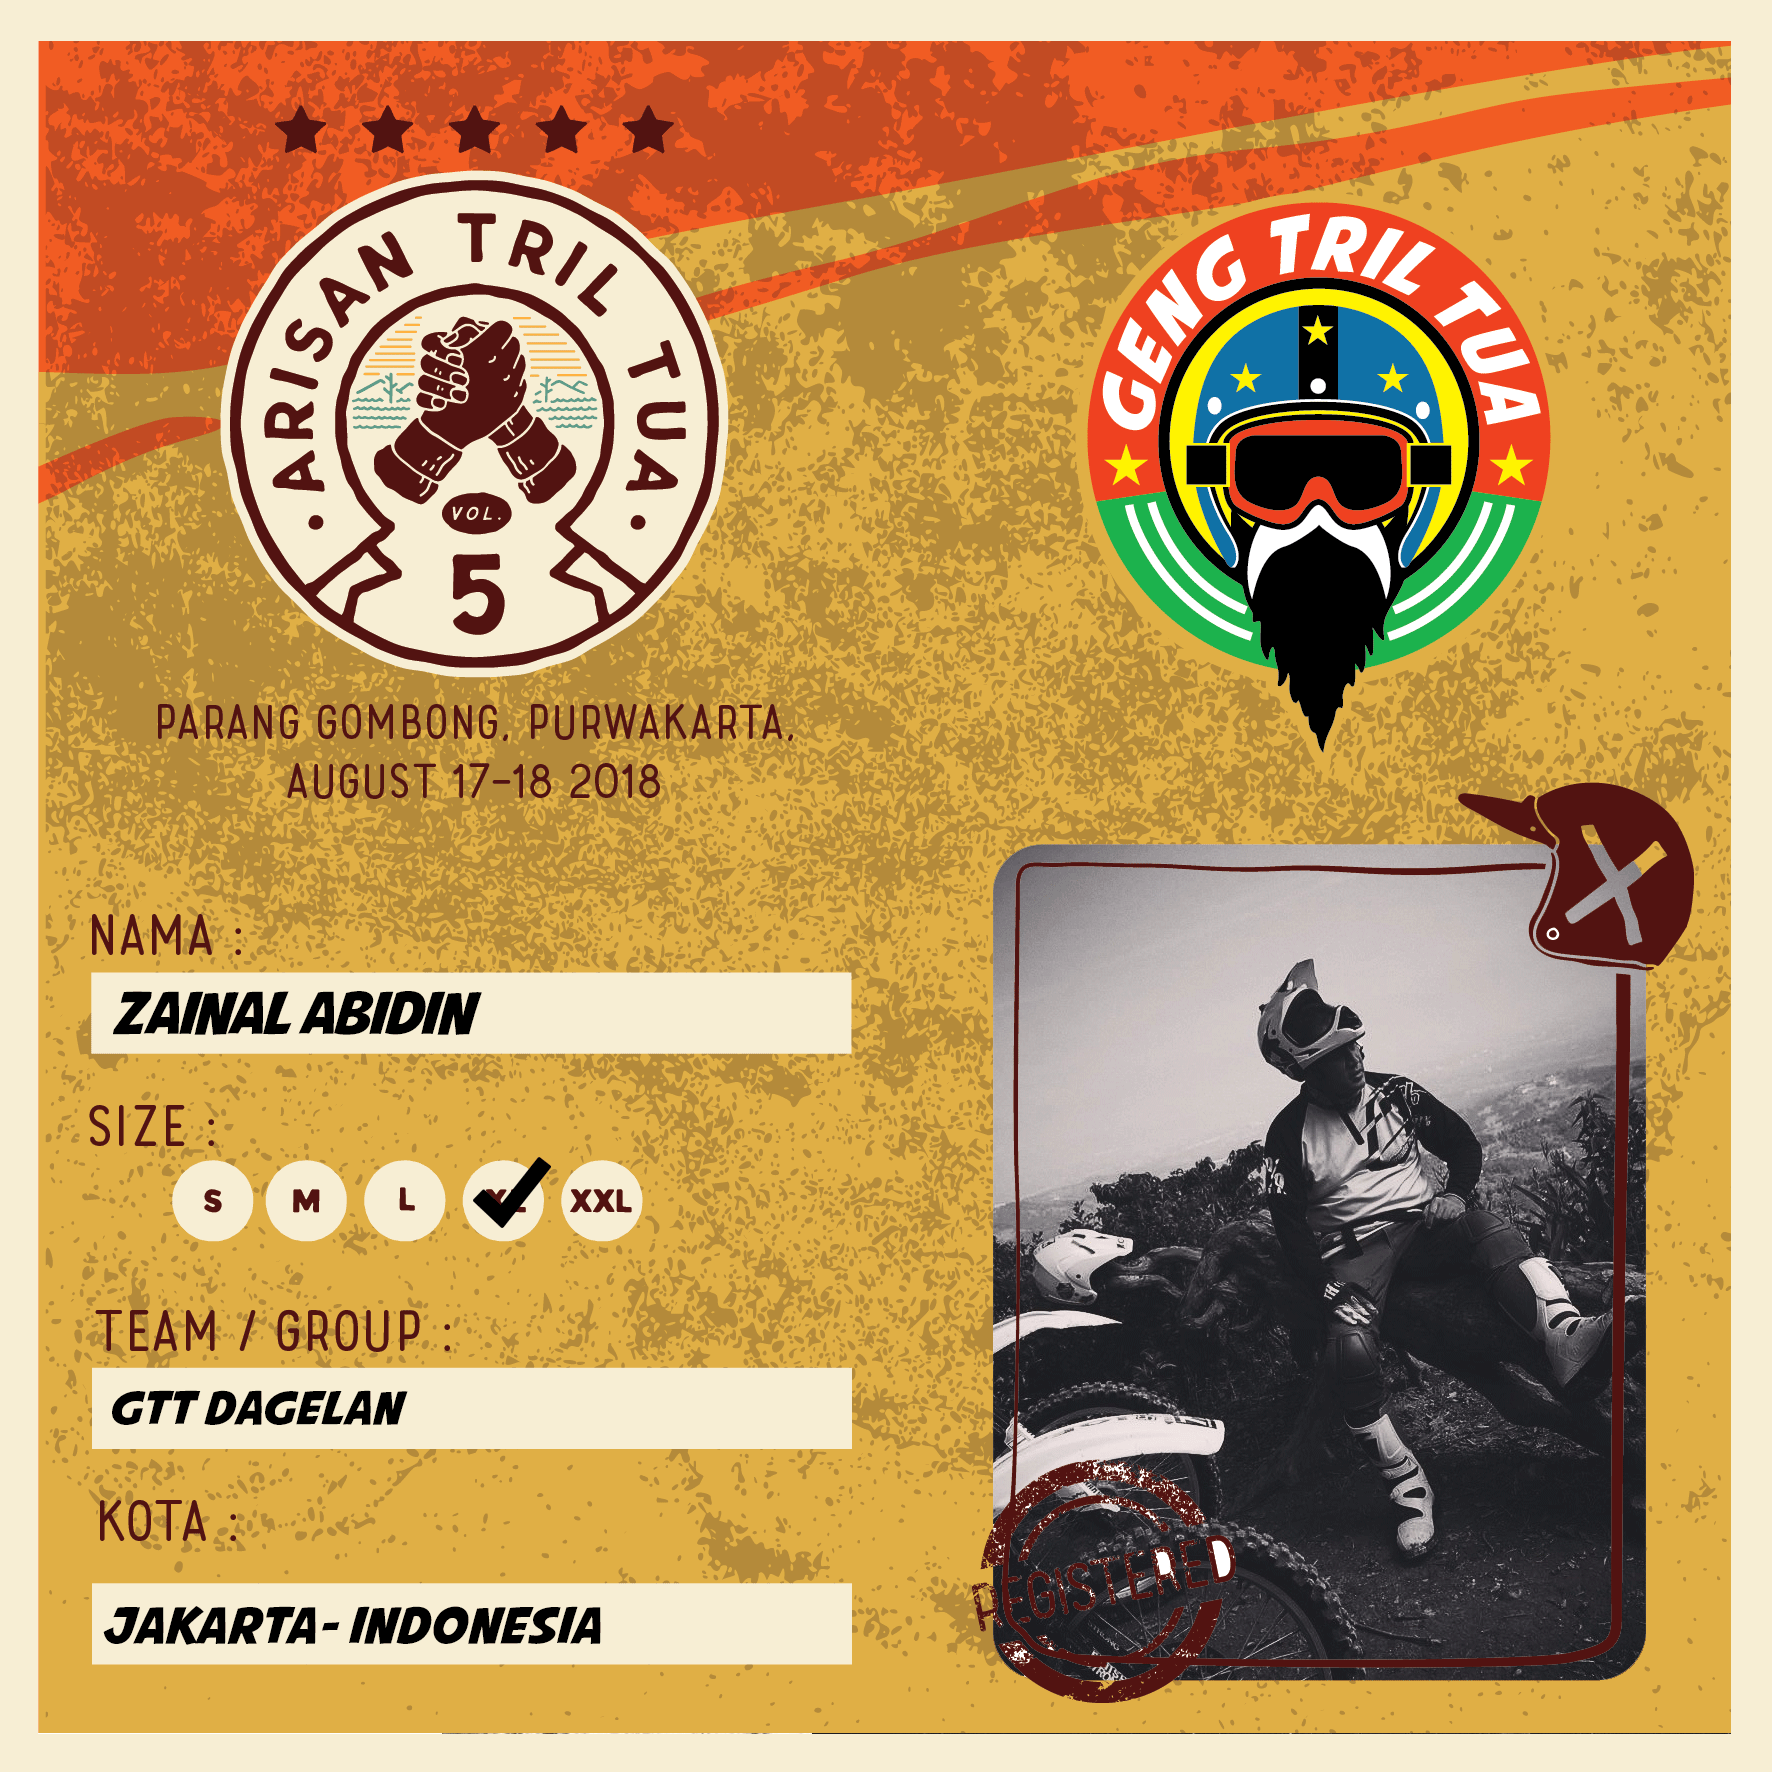 ARISAN TRIL TUA
VOL.
5
PARANG GOMBONG, PURWAKARTA,
AUGUST 17-18 2018
GENG TRIL TUA
NAMA :
ZAINAL ABIDIN
SIZE :
S M L XL XXL
TEAM / GROUP :
GTT DAGELAN
KOTA :
JAKARTA- INDONESIA
REGISTERED